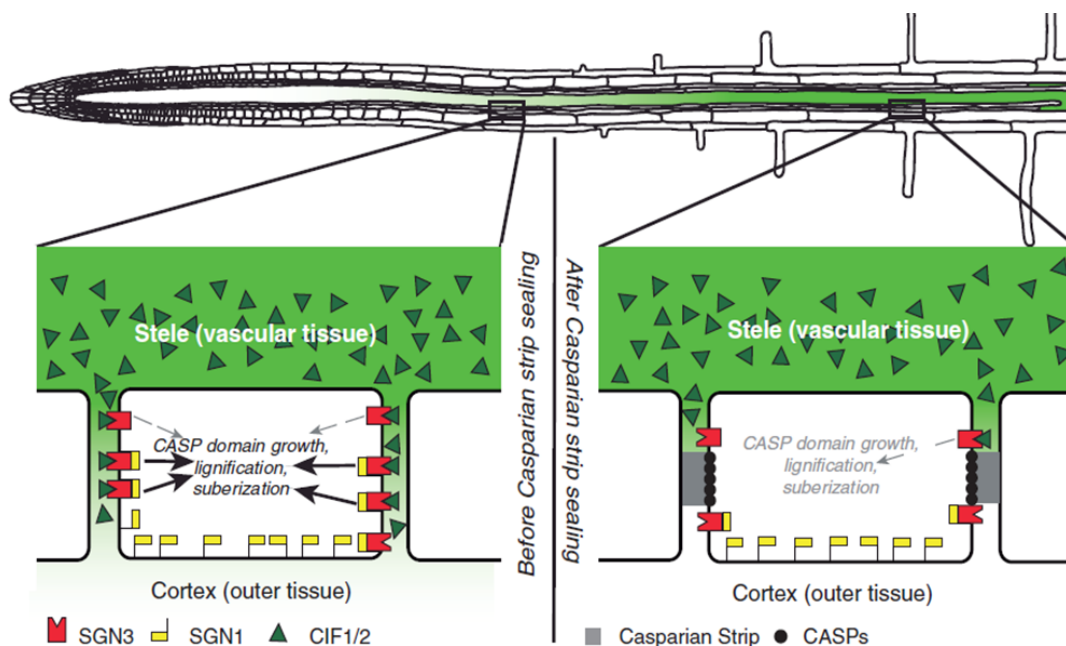 Stele (vascular tissue)
CASP domain growth,
lignification,
suberization
Cortex (outer tissue)
SGN3 SGN1 CIF1/2
Before Casparian strip sealing
After Casparian strip sealing
Stele (vascular tissue)
CASP domain growth,
lignification,
suberization
Cortex (outer tissue)
Casparian Strip CASPs